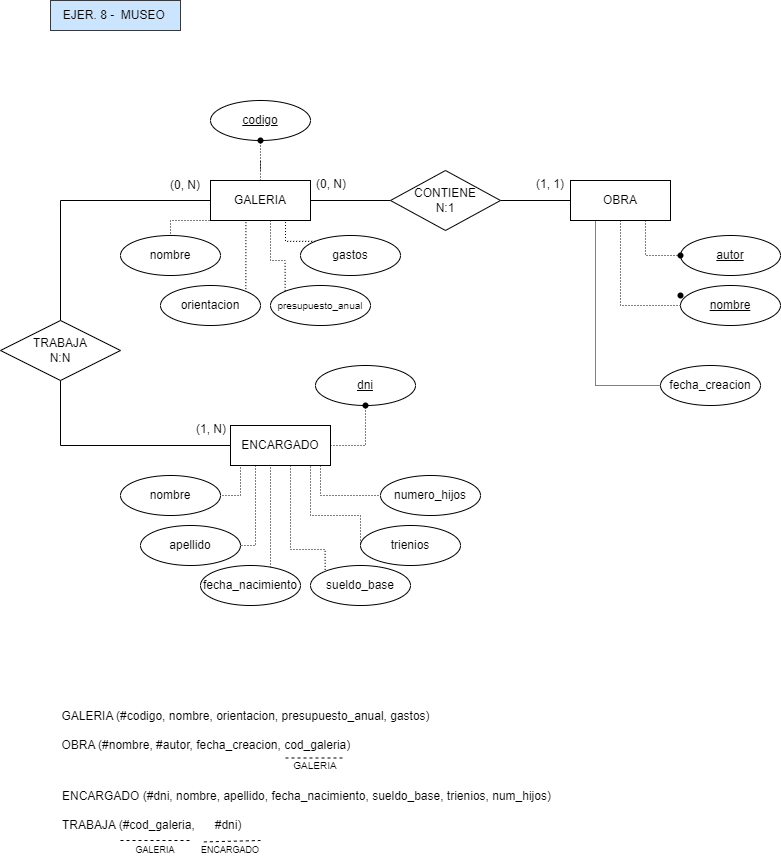 EJER. 8 - MUSEO
codigo
(0, N)
GALERIA
(0, N)
CONTIENE
N:1
(1, 1)
OBRA
nombre
gastos
autor
orientacion
presupuesto_anual
nombre
TRABAJA
N:N
fecha_creacion
dni
(1, N)
ENCARGADO
nombre
numero_hijos
apellido
trienios
fecha_nacimiento
sueldo_base
GALERIA (#codigo, nombre, orientacion, presupuesto_anual, gastos)
OBRA (#nombre, #autor, fecha_creacion, cod_galeria)
GALERIA
ENCARGADO (#dni, nombre, apellido, fecha_nacimiento, sueldo_base, trienios, num_hijos)
TRABAJA (#cod_galeria, #dni)
GALERIA ENCARGADO